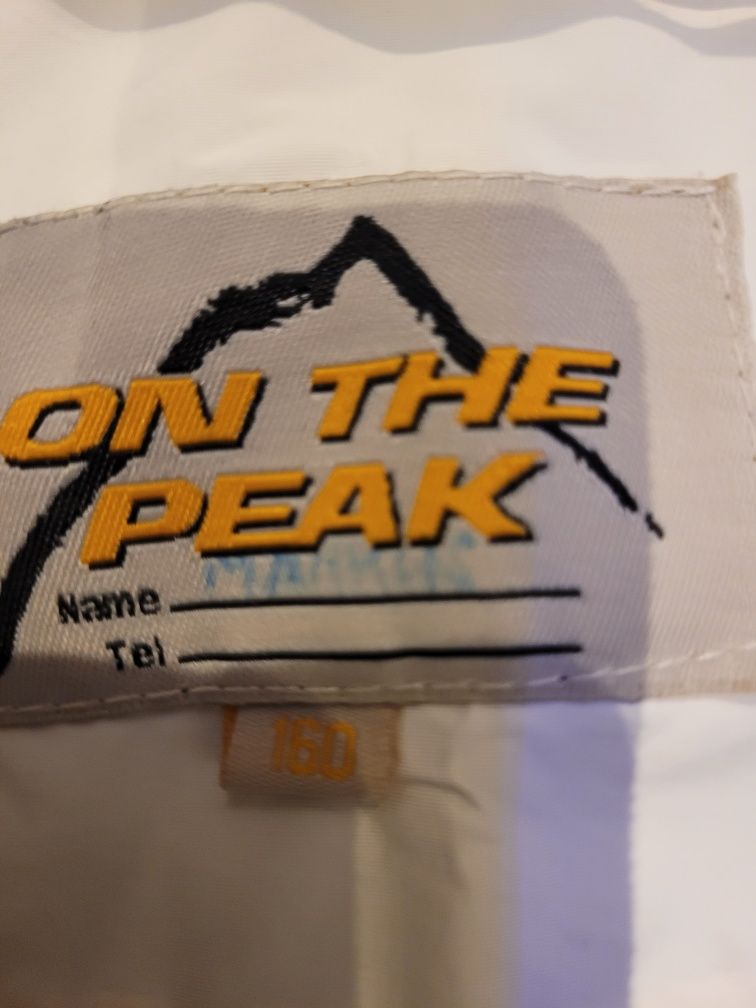 ON THE
PEAK
Name
Tel
160